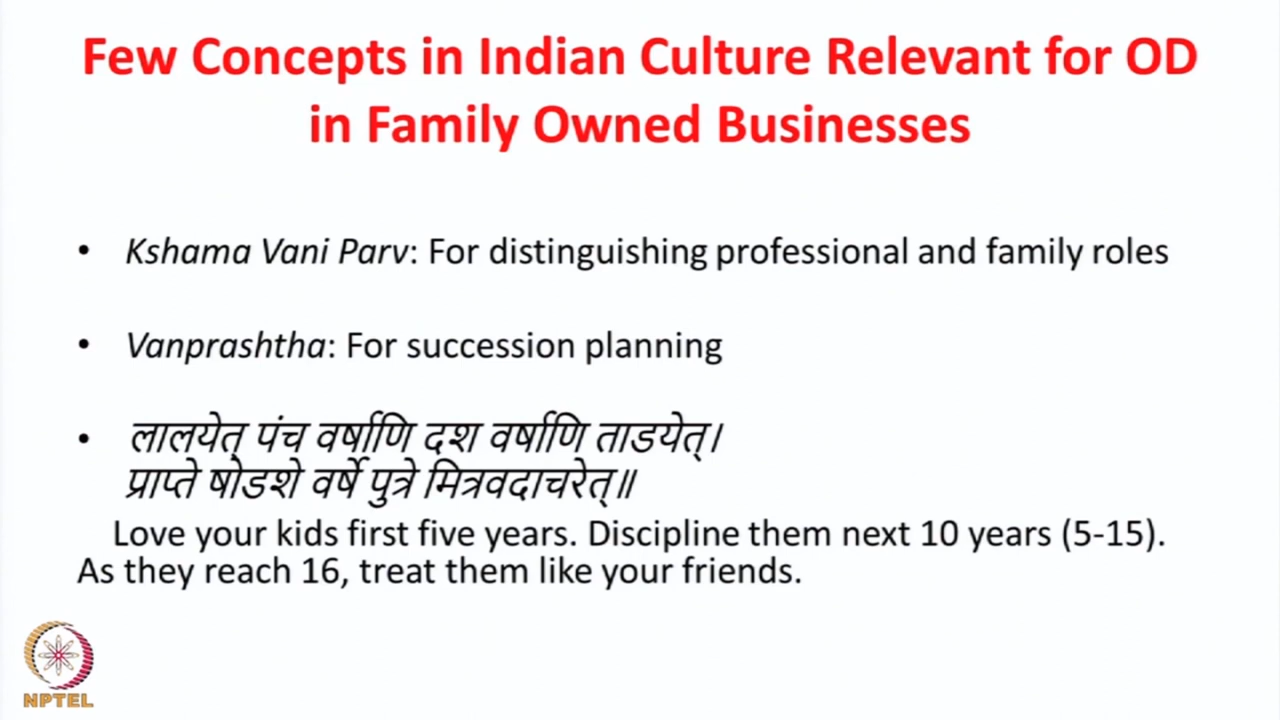 Few Concepts in Indian Culture Relevant for OD
in Family Owned Businesses
• Kshama Vani Parv: For distinguishing professional and family roles
• Vanprashtha: For succession planning
• लालयेत् पंच वर्षाणि दश वर्षाणि ताडयेत्।
प्राप्ते षोडशे वर्षे पुत्रे मित्रवदाचरेत्॥
Love your kids first five years. Discipline them next 10 years (5-15).
As they reach 16, treat them like your friends.
NPTEL